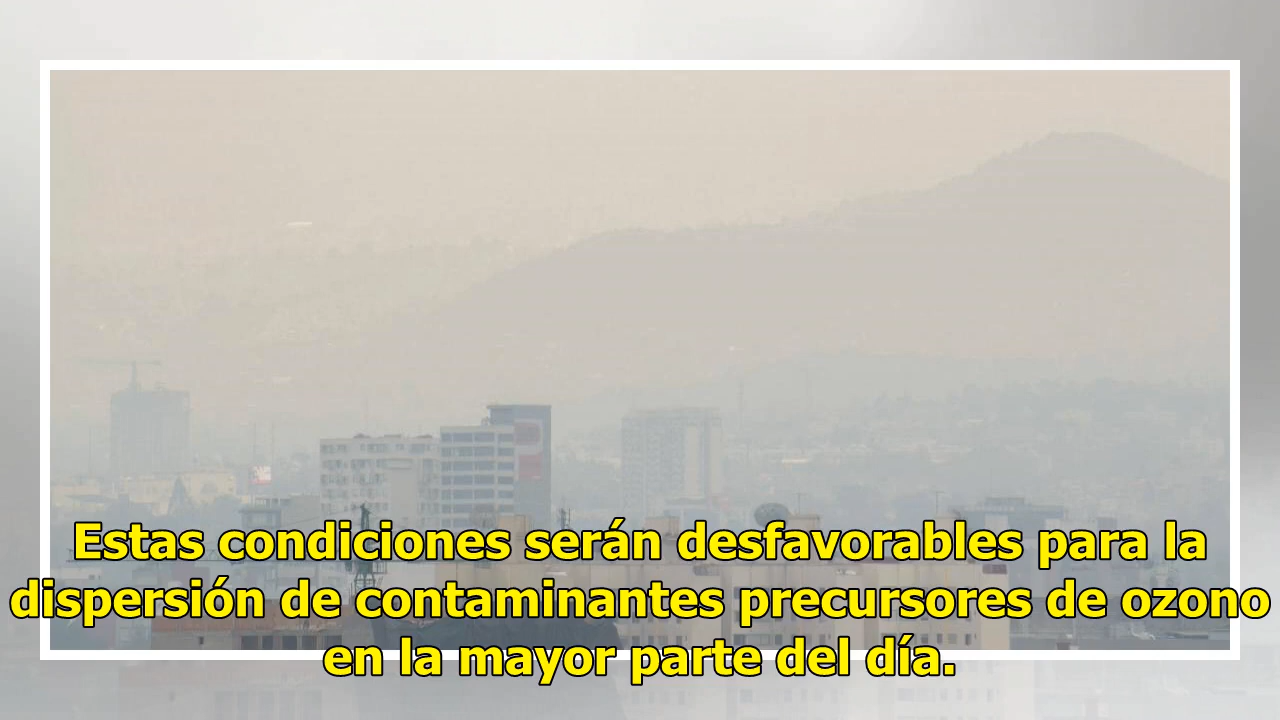 Estas condiciones serán desfavorables para la
dispersión de contaminantes precursores de ozono
en la mayor parte del día.